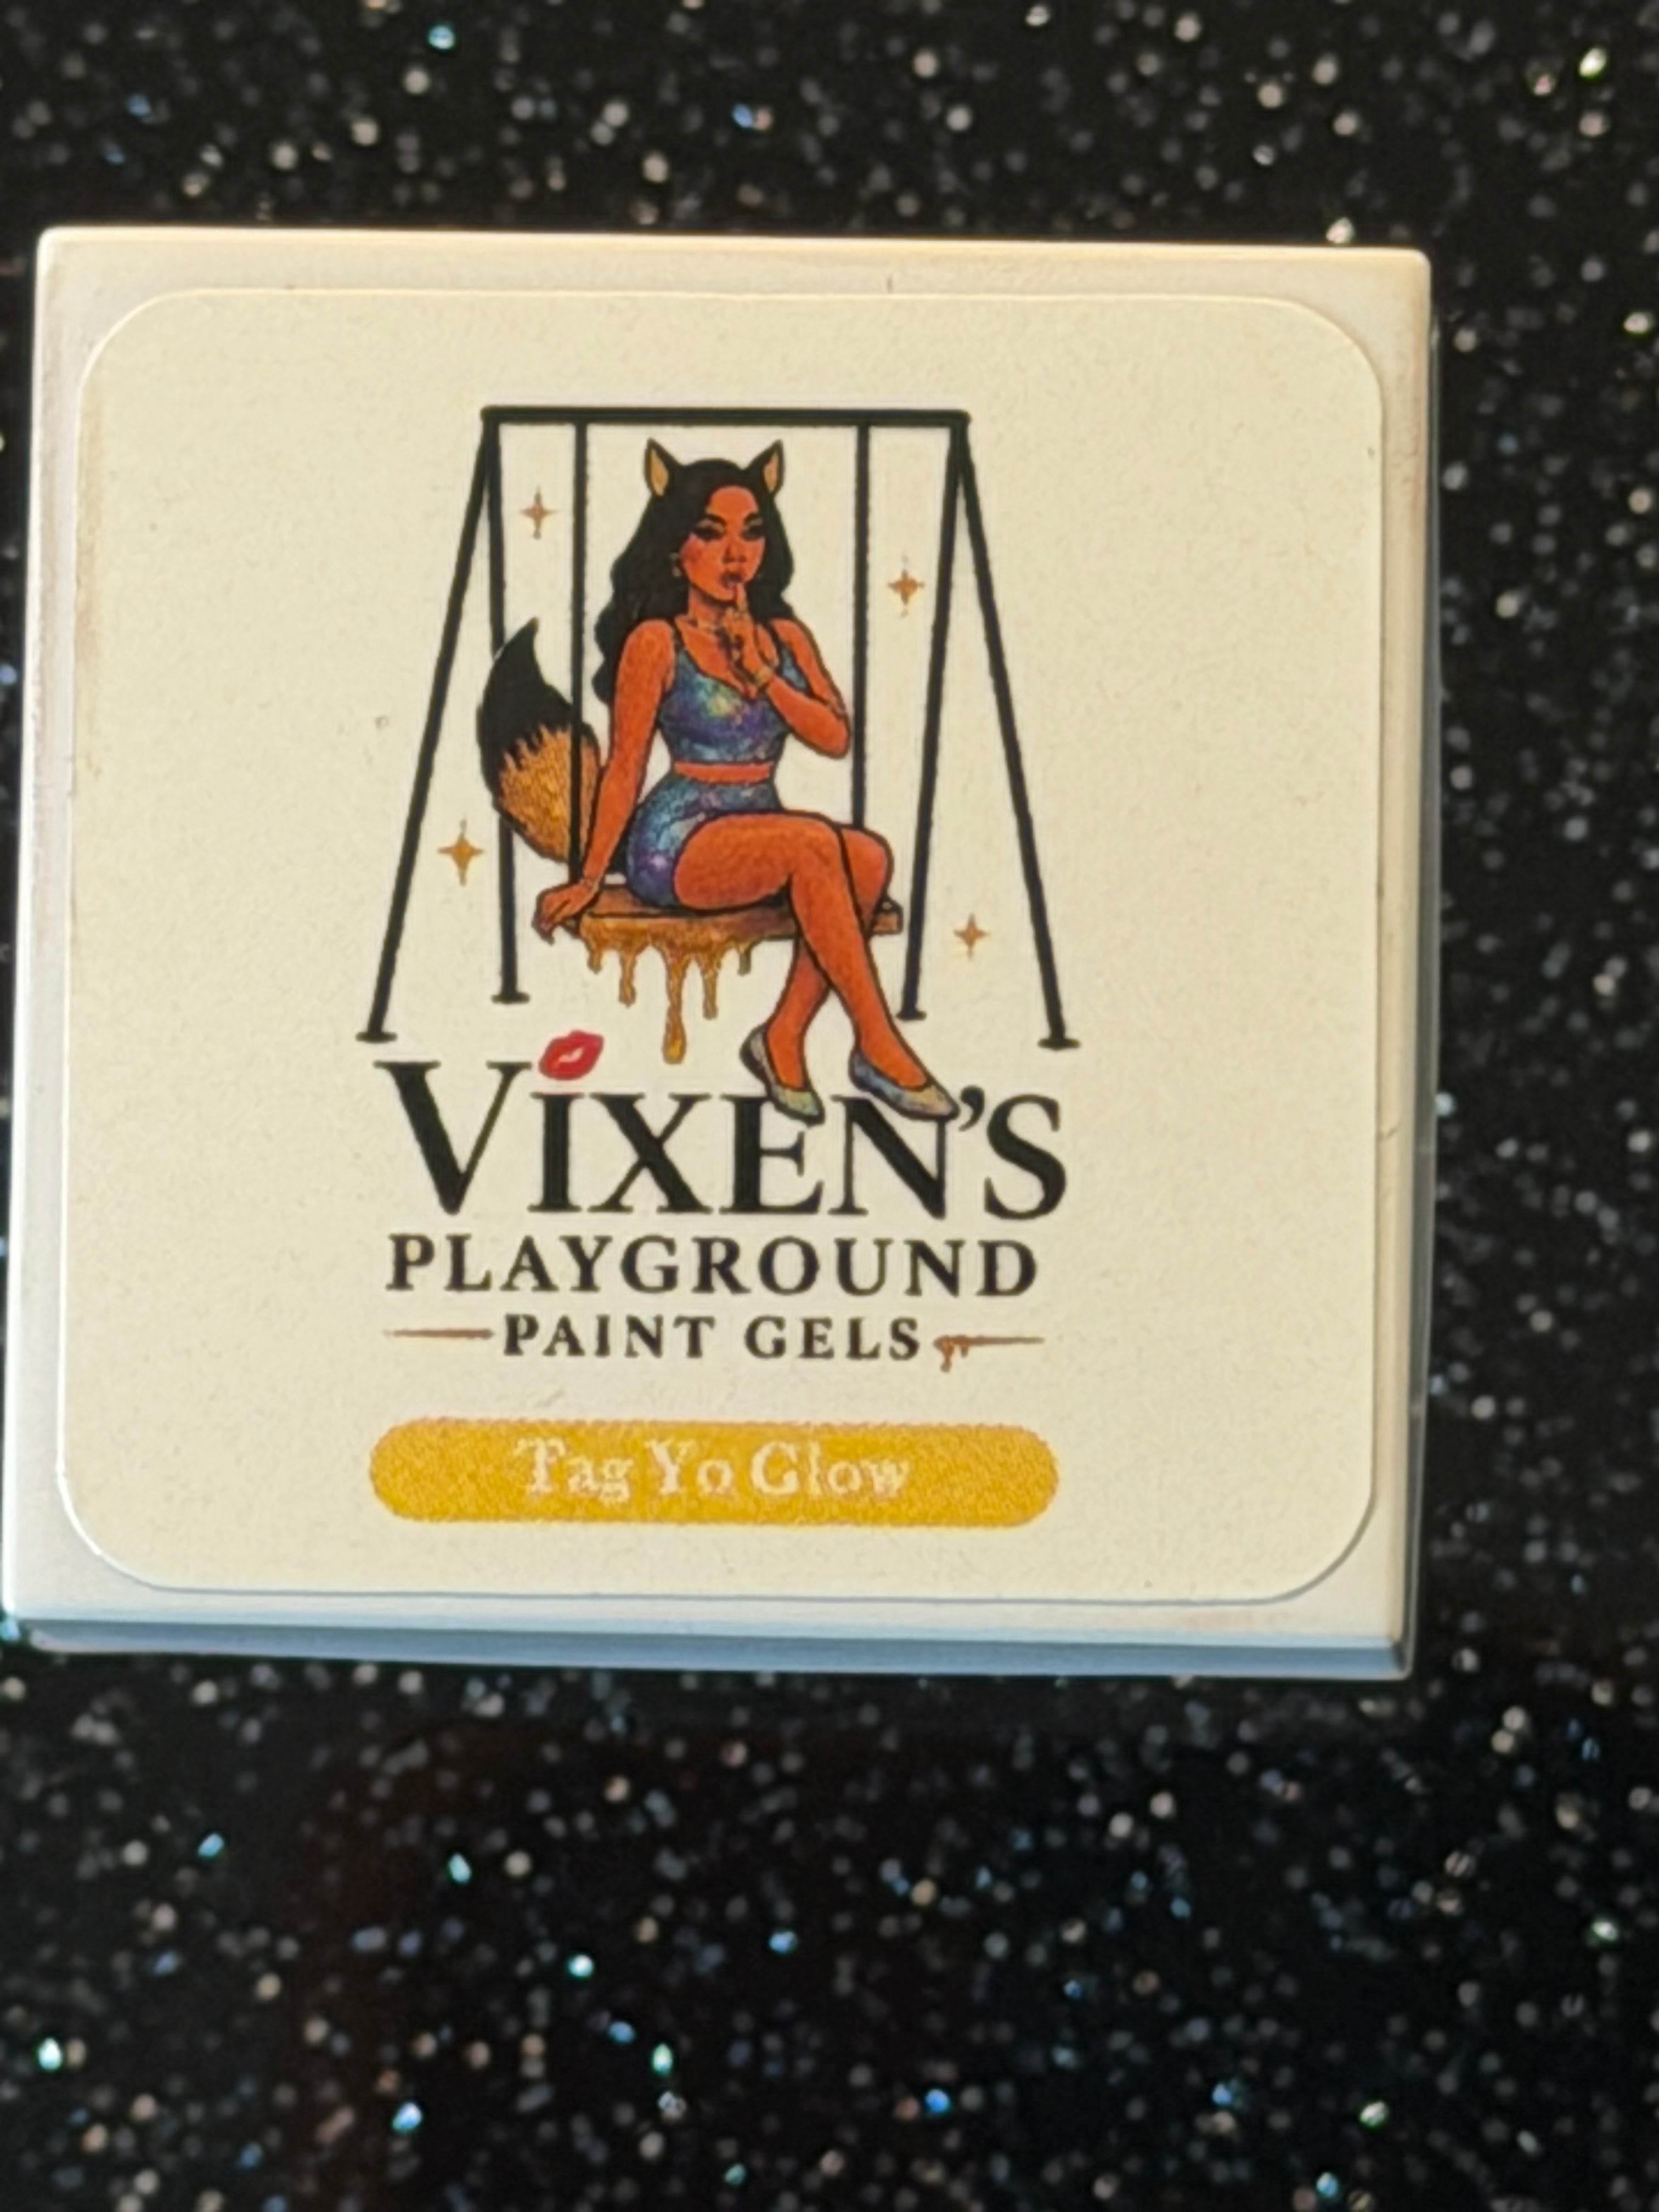 VIXEN'S
PLAYGROUND
PAINT GELS
Tag Yo Glow